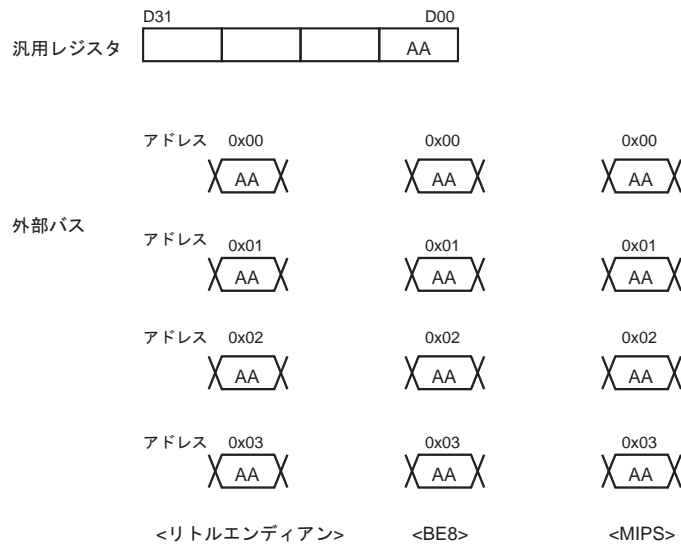 D31 D00
汎用レジスタ AA
アドレス 0x00 0x00 0x00
AA AA AA
外部バス
アドレス 0x01 0x01 0x01
AA AA AA
アドレス 0x02 0x02 0x02
AA AA AA
アドレス 0x03 0x03 0x03
AA AA AA
<リトルエンディアン> <BE8> <MIPS>